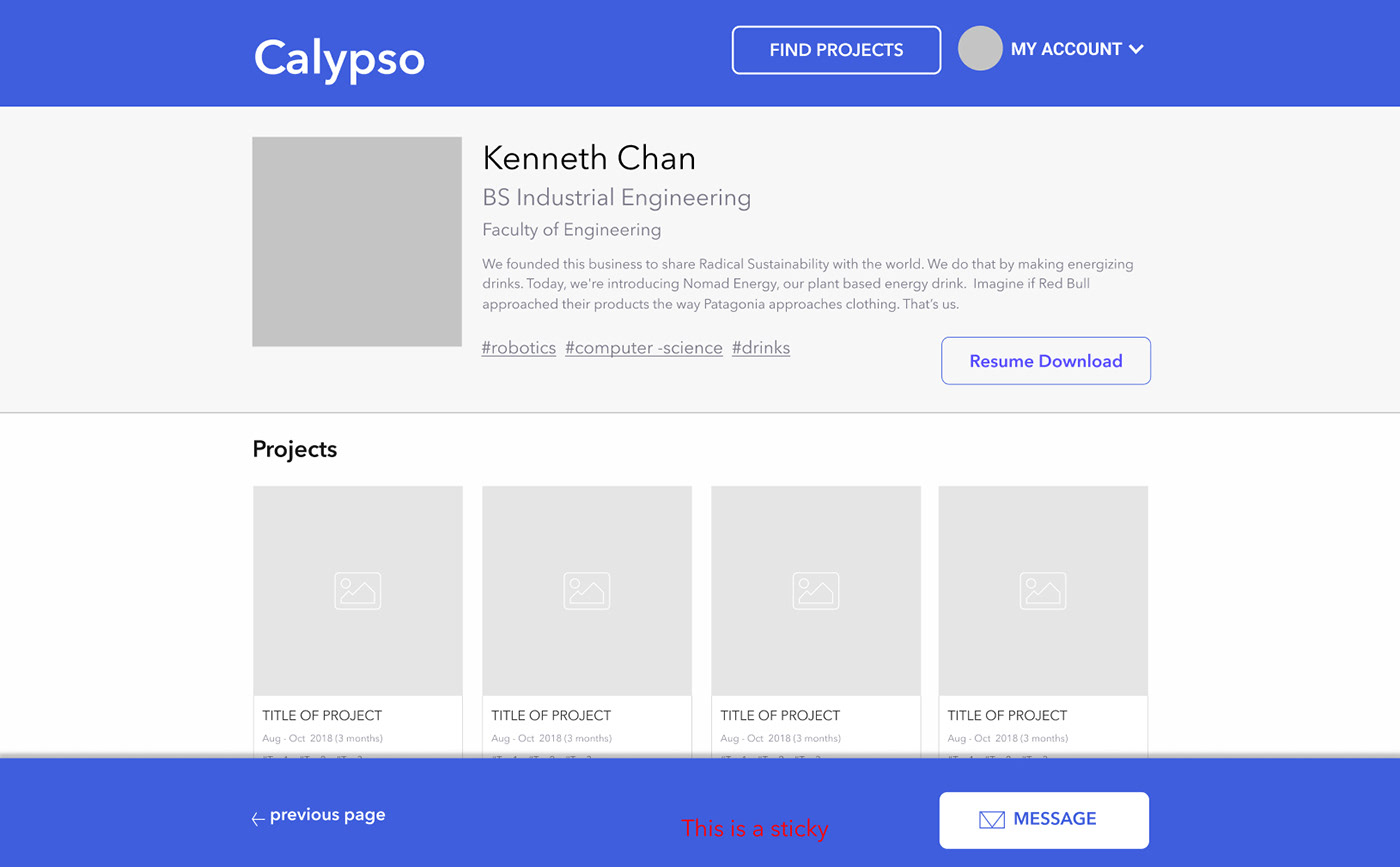 Calypso
FIND PROJECTS
MY ACCOUNT
Kenneth Chan
BS Industrial Engineering
Faculty of Engineering
We founded this business to share Radical Sustainability with the world. We do that by making energizing
drinks. Today, we're introducing Nomad Energy, our plant based energy drink. Imagine if Red Bull
approached their products the way Patagonia approaches clothing. That's us.
#robotics #computer -science #drinks
Resume Download
Projects
TITLE OF PROJECT
Aug - Oct 2018 (3 months)
TITLE OF PROJECT
Aug - Oct 2018 (3 months)
TITLE OF PROJECT
Aug - Oct 2018 (3 months)
TITLE OF PROJECT
Aug - Oct 2018 (3 months)
← previous page
This is a sticky
MESSAGE